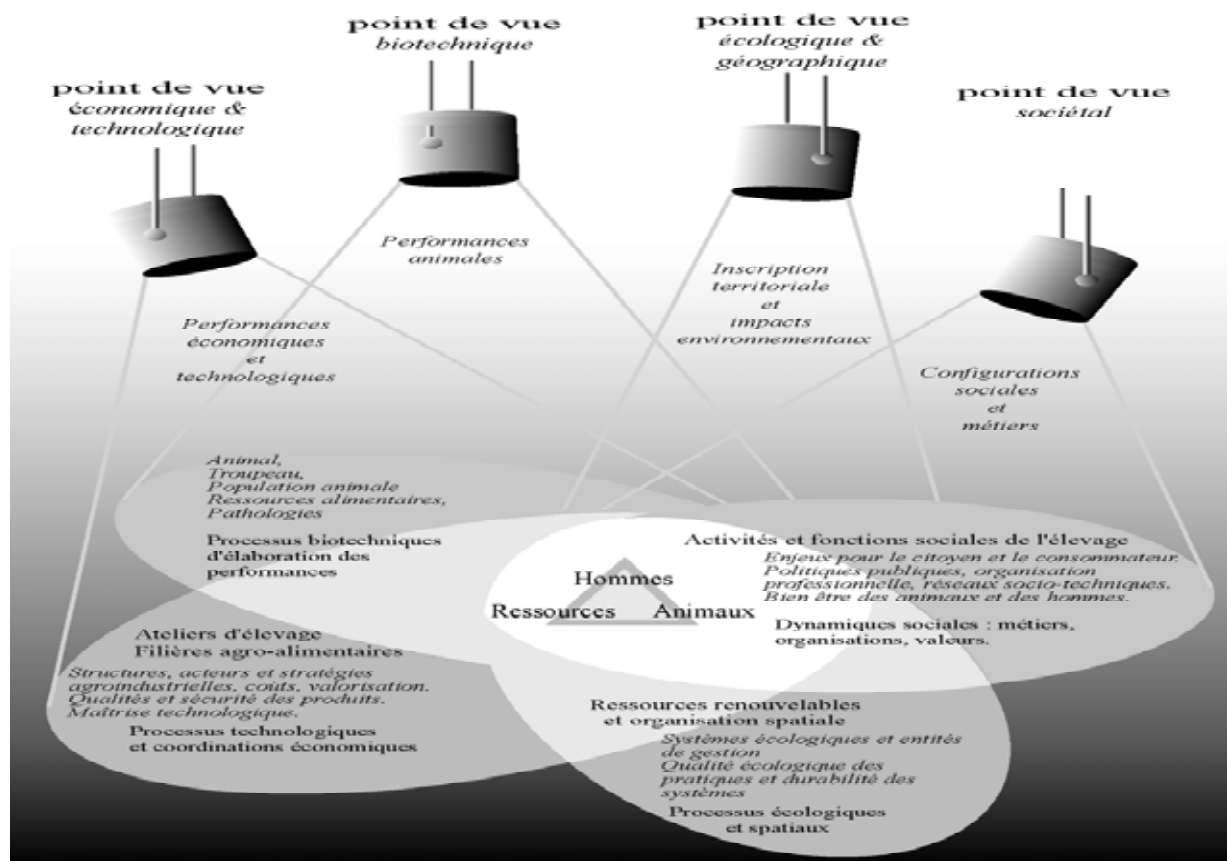 point de vue
économique &
technologique
point de vue
biotechnique
point de vue
écologique &
géographique
point de vue
sociétal
Performances
économiques
et
technologiques
Performances
animales
Inscription
territoriale
et
impacts
environnementaux
Configurations
sociales
et
métiers
Animal,
Troupeau,
Population animale
Ressources alimentaires,
Pathologies
Processus biotechniques
d'élaboration des
performances
Activités et fonctions sociales de l'élevage
Enjeux pour le citoyen et le consommateur.
Politiques publiques, organisation
professionnelle, réseaux socio-techniques.
Bien être des animaux et des hommes.
Dynamiques sociales : métiers,
organisations, valeurs.
Hommes
Ressources Animaux
Ateliers d'élevage
Filières agro-alimentaires
Structures, acteurs et stratégies
agroindustrielles, coûts, valorisation.
Qualités et sécurité des produits.
Maîtrise technologique.
Processus technologiques
et coordinations économiques
Ressources renouvelables
et organisation spatiale
Systèmes écologiques et entités
de gestion
Qualité écologique des
pratiques et durabilité des
systèmes
Processus écologiques
et spatiaux